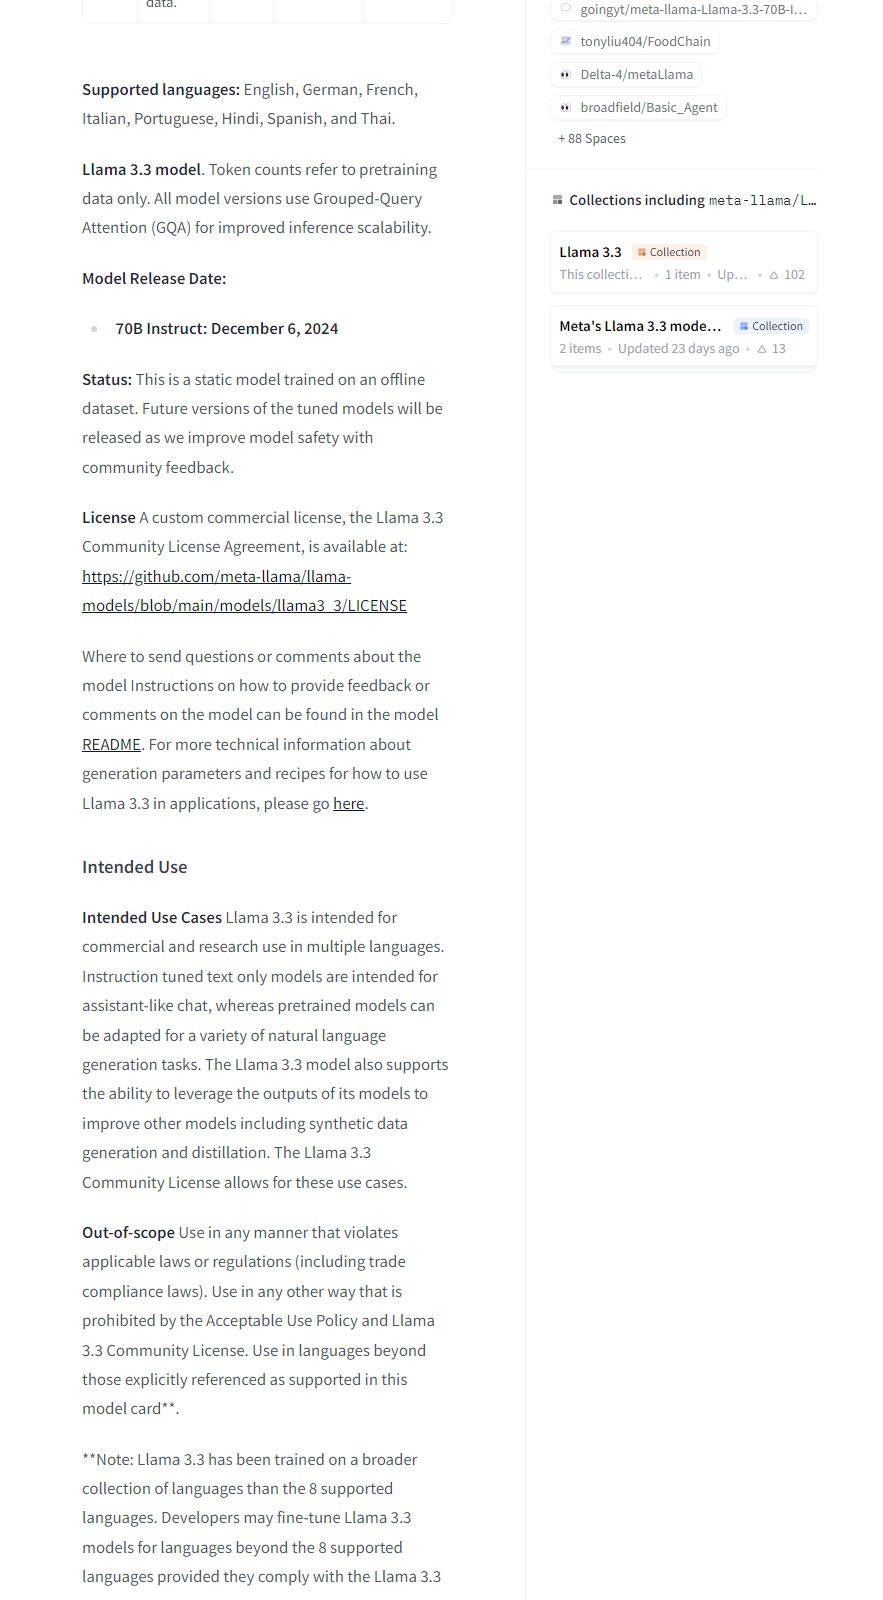 data.
Supported languages: English, German, French,
Italian, Portuguese, Hindi, Spanish, and Thai.
Llama 3.3 model. Token counts refer to pretraining
data only. All model versions use Grouped-Query
Attention (GQA) for improved inference scalability.
Model Release Date:
70B Instruct: December 6, 2024
Status: This is a static model trained on an offline
dataset. Future versions of the tuned models will be
released as we improve model safety with
community feedback.
License A custom commercial license, the Llama 3.3
Community License Agreement, is available at:
https://github.com/meta-llama/llama-
models/blob/main/models/llama3_3/LICENSE
Where to send questions or comments about the
model Instructions on how to provide feedback or
comments on the model can be found in the model
README. For more technical information about
generation parameters and recipes for how to use
Llama 3.3 in applications, please go here.
Intended Use
Intended Use Cases Llama 3.3 is intended for
commercial and research use in multiple languages.
Instruction tuned text only models are intended for
assistant-like chat, whereas pretrained models can
be adapted for a variety of natural language
generation tasks. The Llama 3.3 model also supports
the ability to leverage the outputs of its models to
improve other models including synthetic data
generation and distillation. The Llama 3.3
Community License allows for these use cases.
Out-of-scope Use in any manner that violates
applicable laws or regulations (including trade
compliance laws). Use in any other way that is
prohibited by the Acceptable Use Policy and Llama
3.3 Community License. Use in languages beyond
those explicitly referenced as supported in this
model card**.
**Note: Llama 3.3 has been trained on a broader
collection of languages than the 8 supported
languages. Developers may fine-tune Llama 3.3
models for languages beyond the 8 supported
languages provided they comply with the Llama 3.3
goingyt/meta-llama-Llama-3.3-70B-I…
tonyliu404/FoodChain
Delta-4/metaLlama
broadfield/Basic_Agent
+ 88 Spaces
Collections including meta-llama/L…
Llama 3.3 Collection
This collecti… • 1 item • Up… • 102
Meta's Llama 3.3 mode… Collection
2 items • Updated 23 days ago • 13